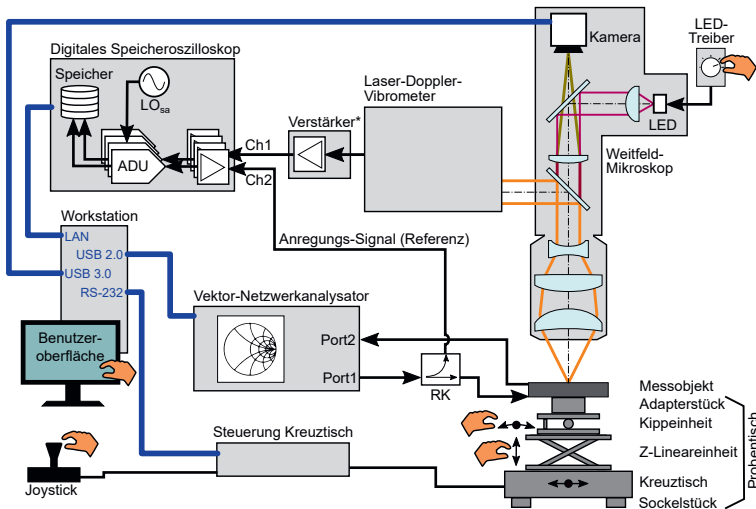 Kamera
LED-
Treiber
Digitales Speicheroszilloskop
Speicher
LOsa
ADU
Ch1
Ch2
Verstärker*
Laser-Doppler-
Vibrometer
LED
Weitfeld-
Mikroskop
Workstation
LAN
USB 2.0
USB 3.0
RS-232
Anregungs-Signal (Referenz)
Benutzer-
oberfläche
Vektor-Netzwerkanalysator
Port2
Port1
RK
Messobjekt
Adapterstück
Kippeinheit
Z-Lineareinheit
Kreuztisch
Sockelstück
Probentisch
Steuerung Kreuztisch
Joystick